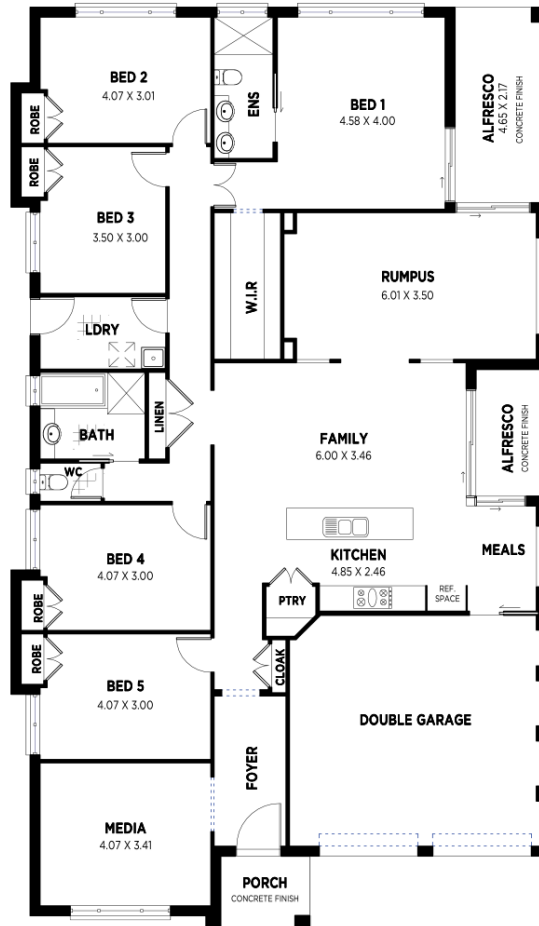 BED 2
4.07 X 3.01
ENS
BED 1
4.58 X 4.00
ALFRESCO
4.65 X 2.17
CONCRETE FINISH
ROBE
ROBE
BED 3
3.50 X 3.00
W.I.R
RUMPUS
6.01 X 3.50
LDRY
LINEN
BATH
WC
FAMILY
6.00 X 3.46
ALFRESCO
CONCRETE FINISH
BED 4
4.07 X 3.00
KITCHEN
4.85 X 2.46
MEALS
REF.
SPACE
PTRY
ROBE
ROBE
BED 5
4.07 X 3.00
CLOAK
FOYER
DOUBLE GARAGE
MEDIA
4.07 X 3.41
PORCH
CONCRETE FINISH